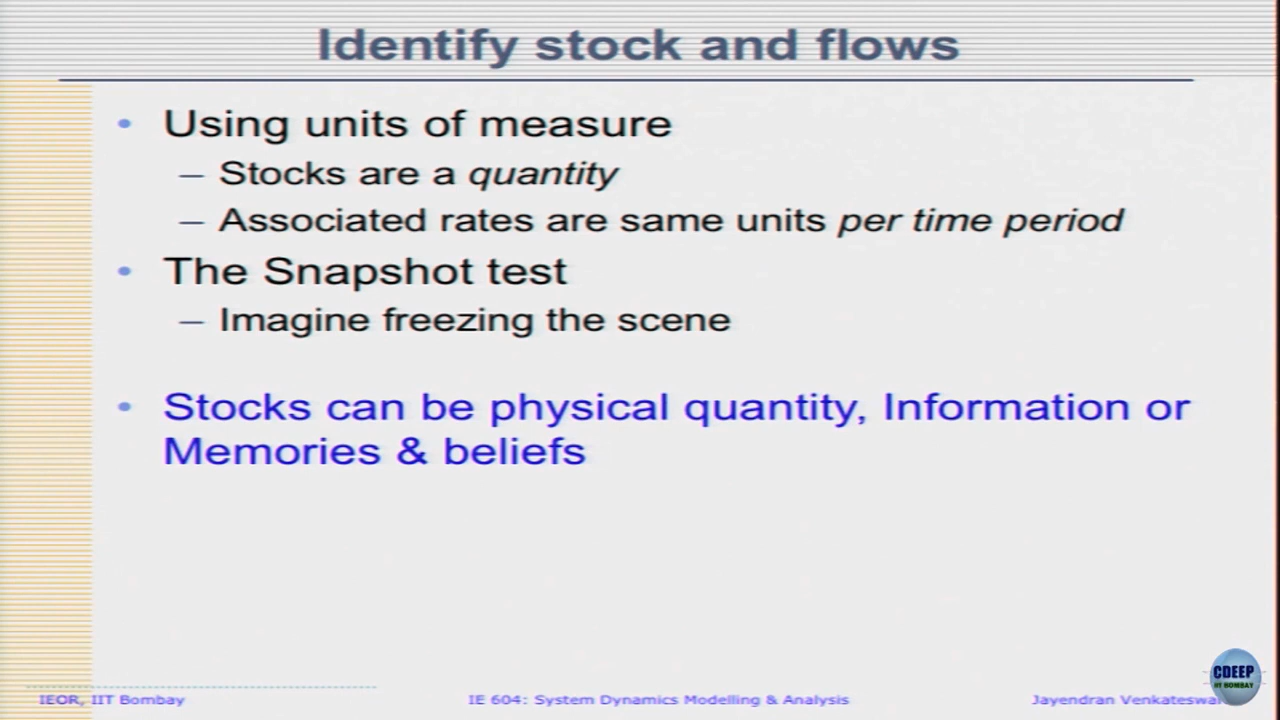 Identify stock and flows
• Using units of measure
– Stocks are a quantity
– Associated rates are same units per time period
• The Snapshot test
– Imagine freezing the scene
• Stocks can be physical quantity, Information or
Memories & beliefs
IEOR, IIT Bombay
IE 604: System Dynamics Modelling & Analysis
Jayendran
CDEEP
IIT BOMBAY